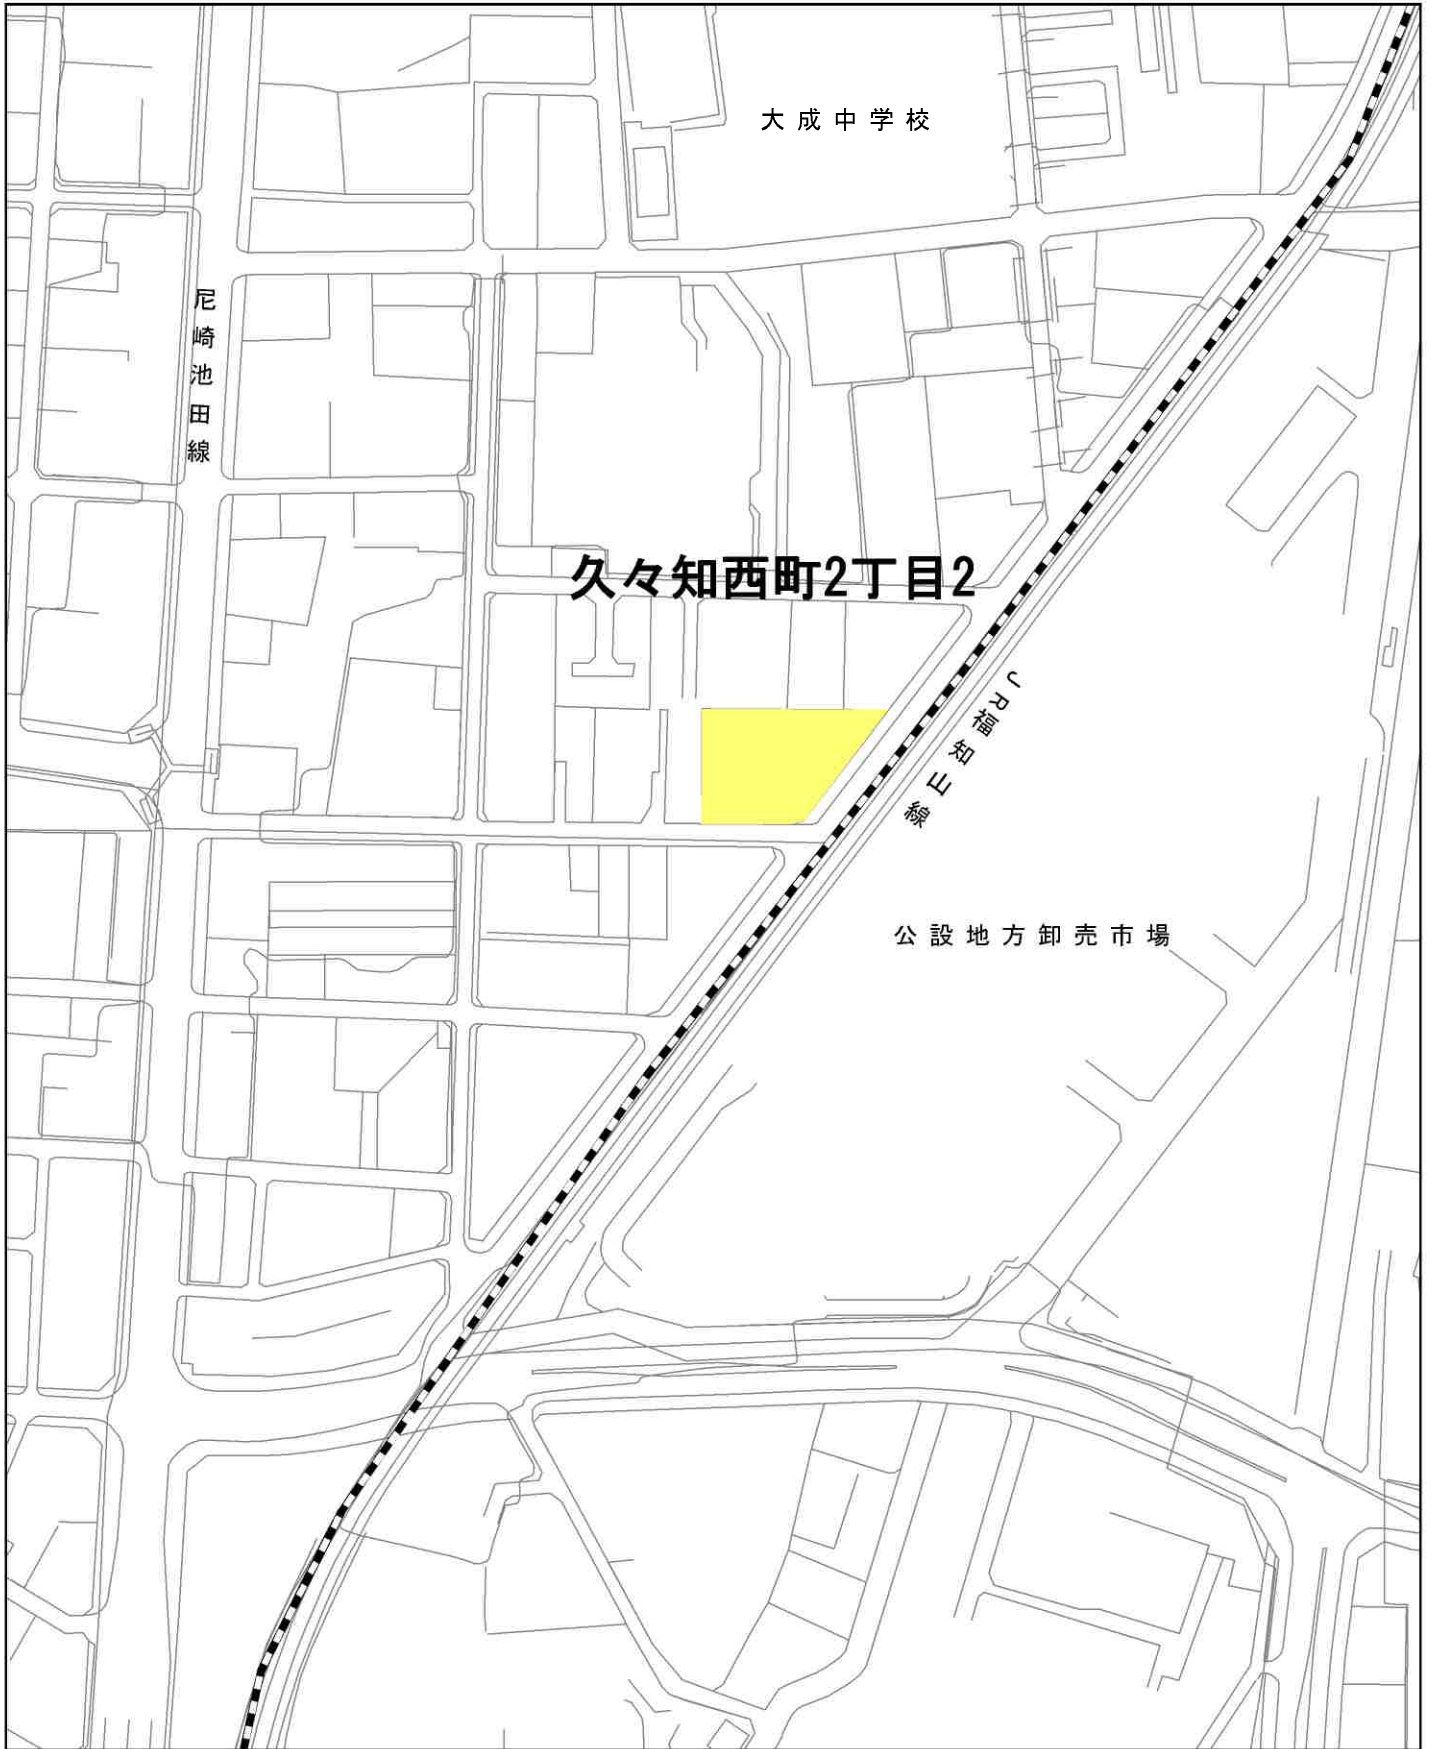 大成中学校
尼崎池田線
久々知西町2丁目2
JR福知山線
公設地方卸売市場